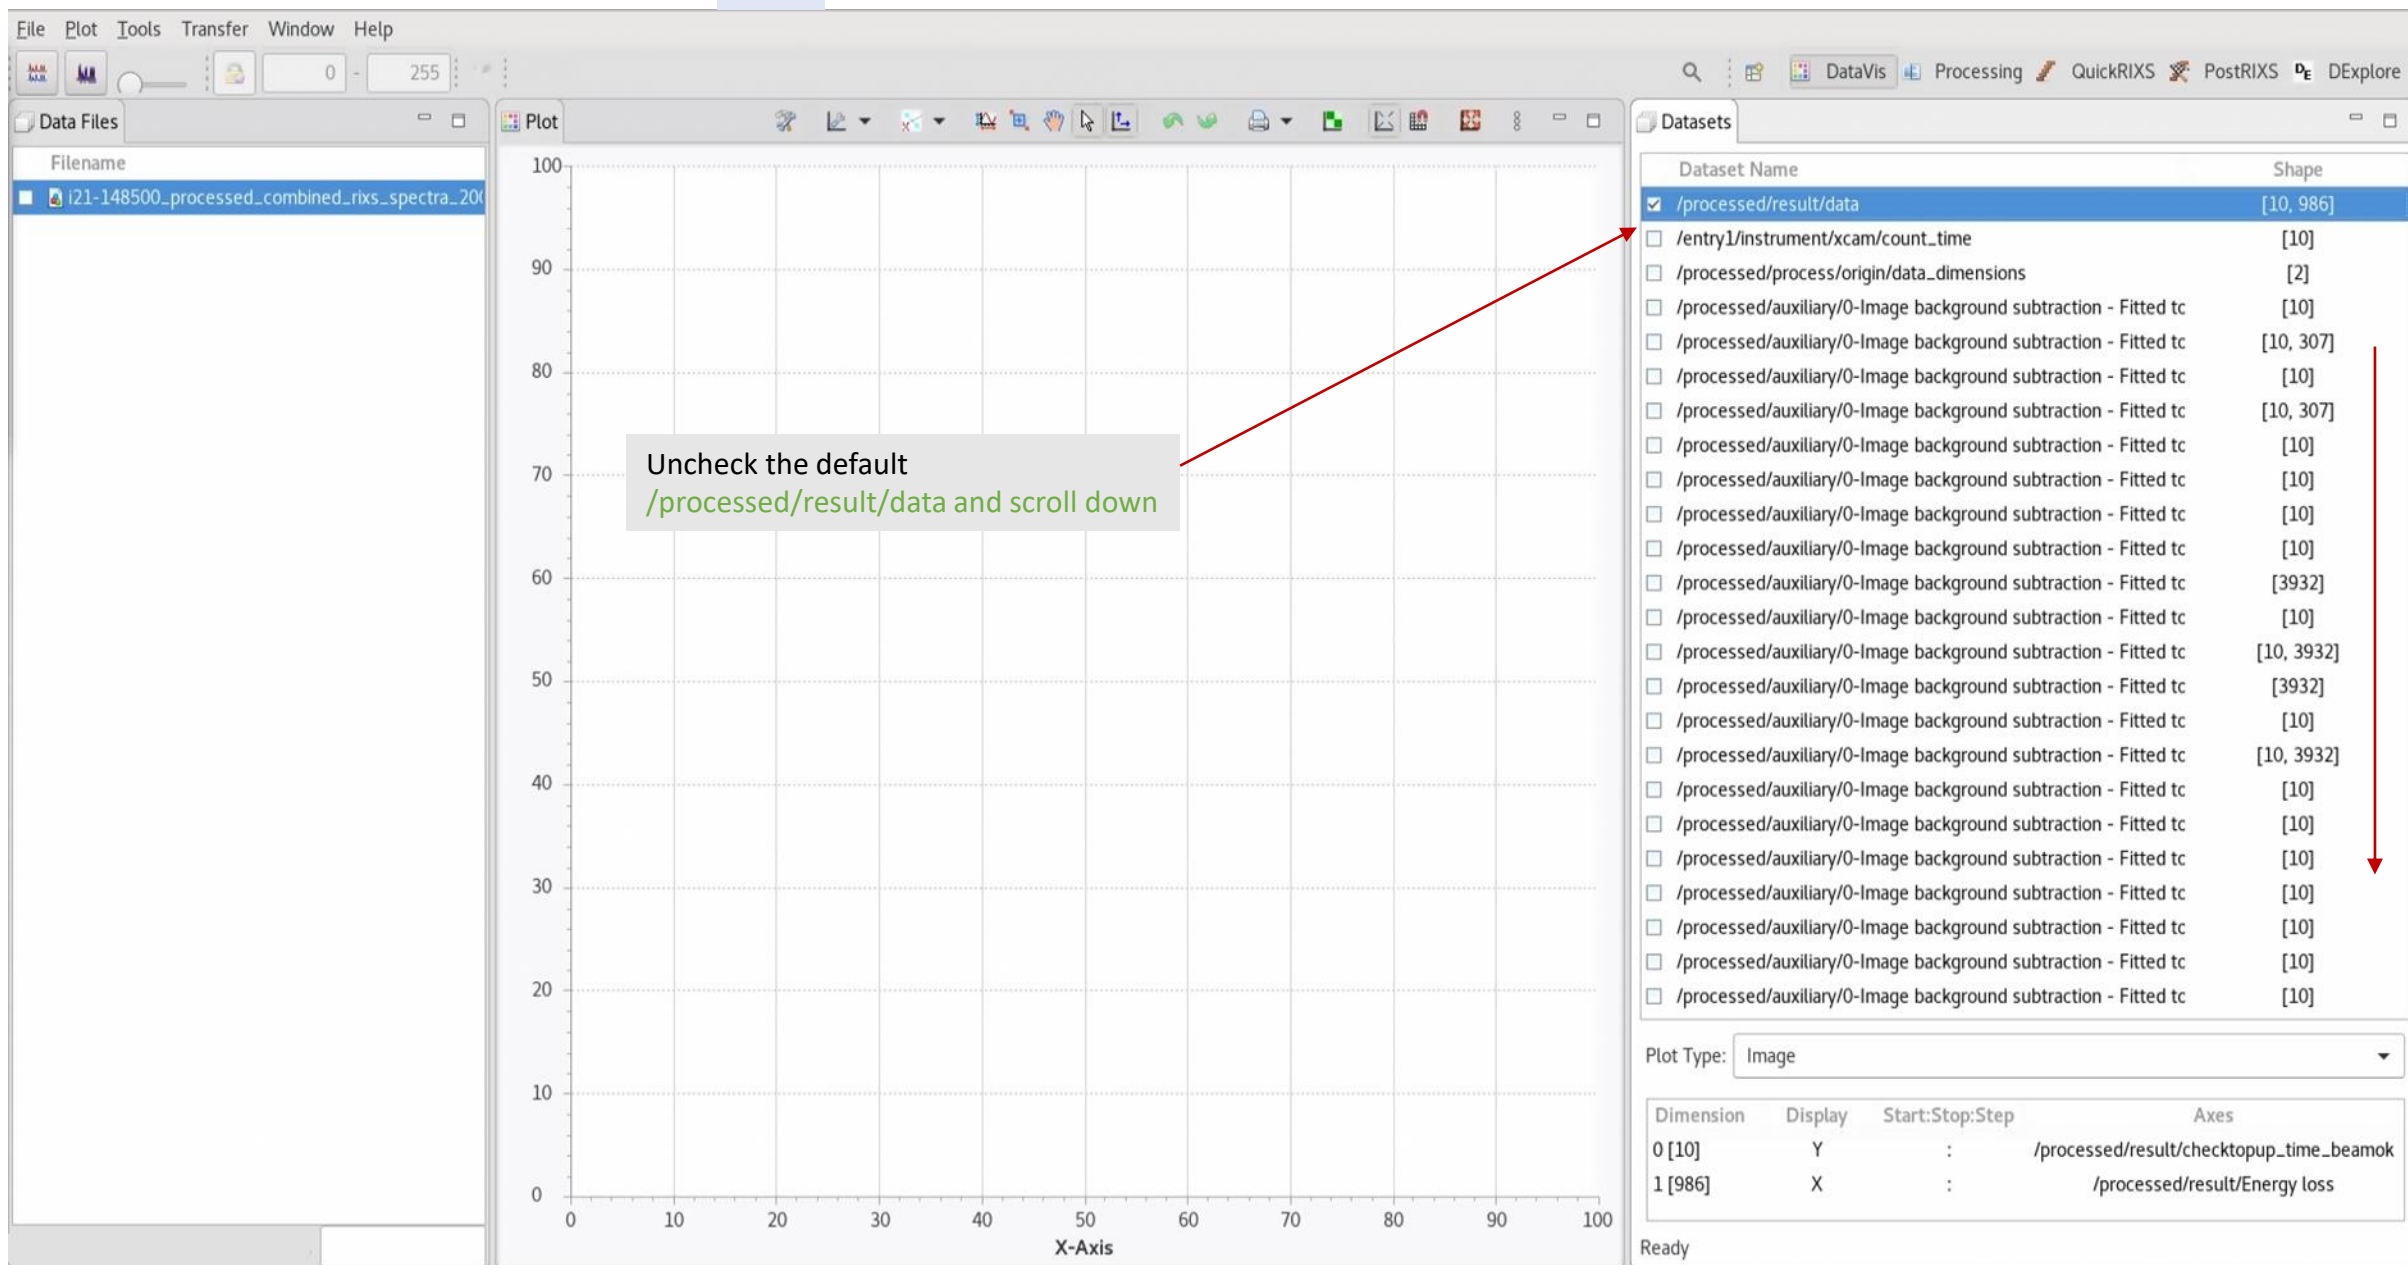 File Plot Tools Transfer Window Help
0 - 255
DataVis Processing QuickRIXS PostRIXS DE DExplore
Data Files
Filename
i21-148500_processed_combined_rixs_spectra_20
Plot
100
90
80
70
60
50
40
30
20
10
0
0 10 20 30 40 50 60 70 80 90 100
X-Axis
Uncheck the default
/processed/result/data and scroll down
Datasets
Dataset Name Shape
/processed/result/data [10, 986]
/entry1/instrument/xcam/count_time [10]
/processed/process/origin/data_dimensions [2]
/processed/auxiliary/0-Image background subtraction - Fitted tc [10]
/processed/auxiliary/0-Image background subtraction - Fitted tc [10, 307]
/processed/auxiliary/0-Image background subtraction - Fitted tc [10]
/processed/auxiliary/0-Image background subtraction - Fitted tc [10, 307]
/processed/auxiliary/0-Image background subtraction - Fitted tc [10]
/processed/auxiliary/0-Image background subtraction - Fitted tc [10]
/processed/auxiliary/0-Image background subtraction - Fitted tc [10]
/processed/auxiliary/0-Image background subtraction - Fitted tc [10]
/processed/auxiliary/0-Image background subtraction - Fitted tc [3932]
/processed/auxiliary/0-Image background subtraction - Fitted tc [10]
/processed/auxiliary/0-Image background subtraction - Fitted tc [10, 3932]
/processed/auxiliary/0-Image background subtraction - Fitted tc [3932]
/processed/auxiliary/0-Image background subtraction - Fitted tc [10]
/processed/auxiliary/0-Image background subtraction - Fitted tc [10, 3932]
/processed/auxiliary/0-Image background subtraction - Fitted tc [10]
/processed/auxiliary/0-Image background subtraction - Fitted tc [10]
/processed/auxiliary/0-Image background subtraction - Fitted tc [10]
/processed/auxiliary/0-Image background subtraction - Fitted tc [10]
/processed/auxiliary/0-Image background subtraction - Fitted tc [10]
/processed/auxiliary/0-Image background subtraction - Fitted tc [10]
/processed/auxiliary/0-Image background subtraction - Fitted tc [10]
Plot Type: Image
Dimension Display Start:Stop:Step Axes
0 [10] Y : /processed/result/checktopup_time_beamok
1 [986] X : /processed/result/Energy loss
Ready